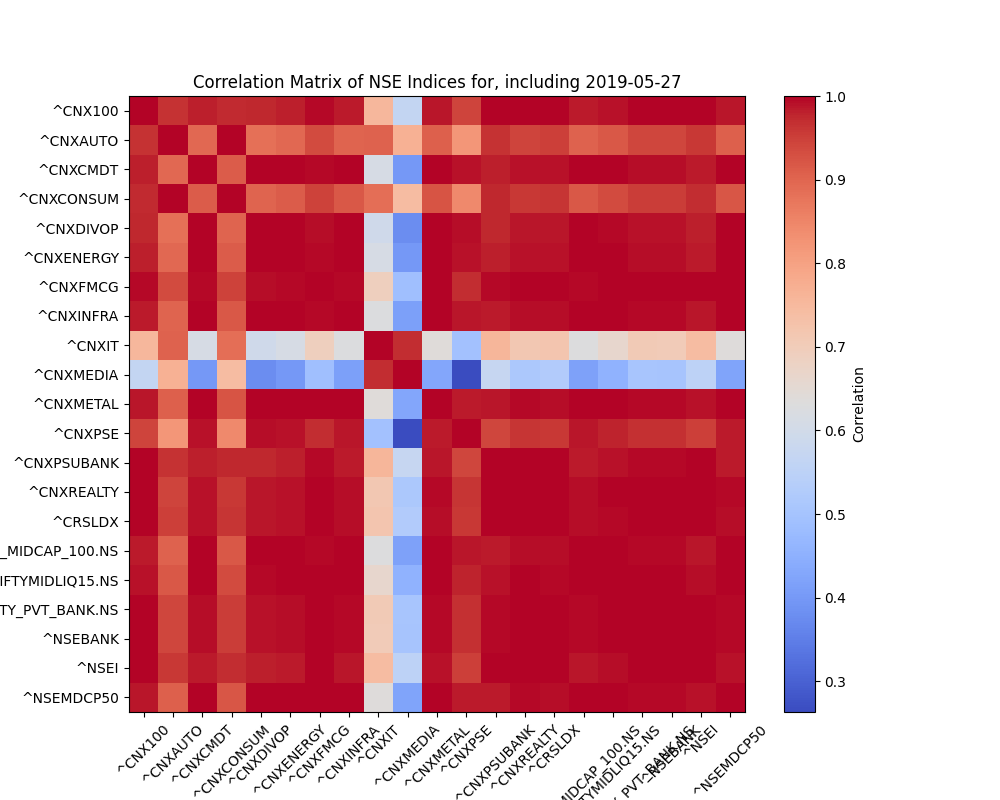 Correlation Matrix of NSE Indices for, including 2019-05-27
^CNX100
^CNXAUTO
^CNXCMDT
^CNXCONSUM
^CNXDIVOP
^CNXENERGY
^CNXFMCG
^CNXINFRA
^CNXIT
^CNXMEDIA
^CNXMETAL
^CNXPSE
^CNXPSUBANK
^CNXREALTY
^CRSLDX
_MIDCAP_100.NS
IFTYMIDLIQ15.NS
TY_PVT_BANK.NS
^NSEBANK
^NSEI
^NSEMDCP50
^CNX100
^CNXAUTO
^CNXCMDT
^CNXCONSUM
^CNXDIVOP
^CNXENERGY
^CNXFMCG
^CNXINFRA
^CNXIT
^CNXMEDIA
^CNXMETAL
^CNXPSE
^CNXPSUBANK
^CNXREALTY
^CRSLDX
MIDCAP_100.NS
TYMIDLIQ15.NS
_PVT_BANK.NS
^NSEBANK
^NSEI
^NSEMDCP50
1.0
0.9
0.8
0.7
0.6
0.5
0.4
0.3
Correlation